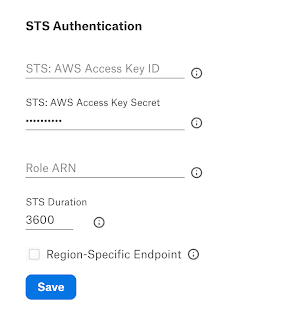 STS Authentication
STS: AWS Access Key ID
STS: AWS Access Key Secret
••••••••••
Role ARN
STS Duration
3600
Region-Specific Endpoint
Save